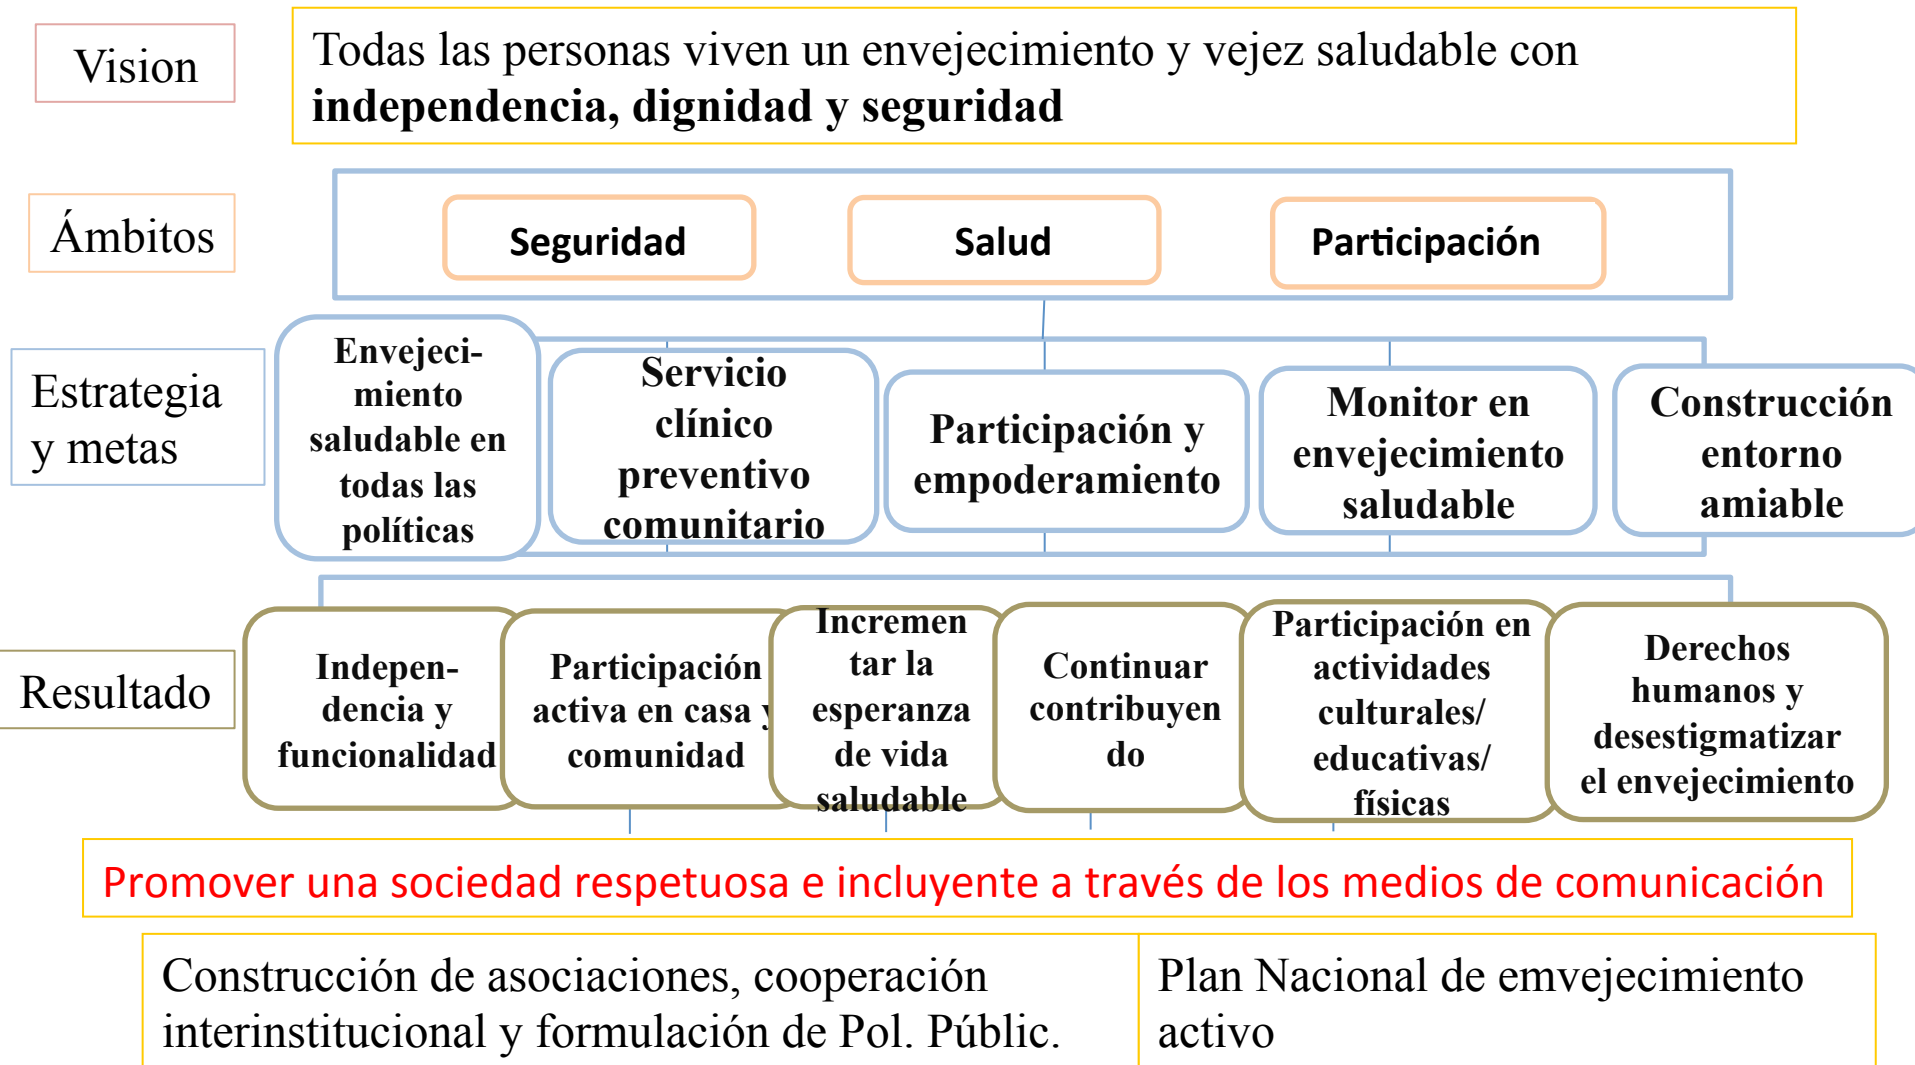 Vision
Todas las personas viven un envejecimiento y vejez saludable con
independencia, dignidad y seguridad
Ámbitos
Seguridad
Salud
Participación
Estrategia
y metas
Envejeci-
miento
saludable en
todas las
políticas
Servicio
clínico
preventivo
comunitario
Participación y
empoderamiento
Monitor en
envejecimiento
saludable
Construcción
entorno
amiable
Resultado
Indepen-
dencia y
funcionalidad
Participación
activa en casa y
comunidad
Incremen
tar la
esperanza
de vida
saludable
Continuar
contribuyen
do
Participación en
actividades
culturales/
educativas/
físicas
Derechos
humanos y
desestigmatizar
el envejecimiento
Promover una sociedad respetuosa e incluyente a través de los medios de comunicación
Construcción de asociaciones, cooperación
interinstitucional y formulación de Pol. Públic.
Plan Nacional de emvejecimiento
activo